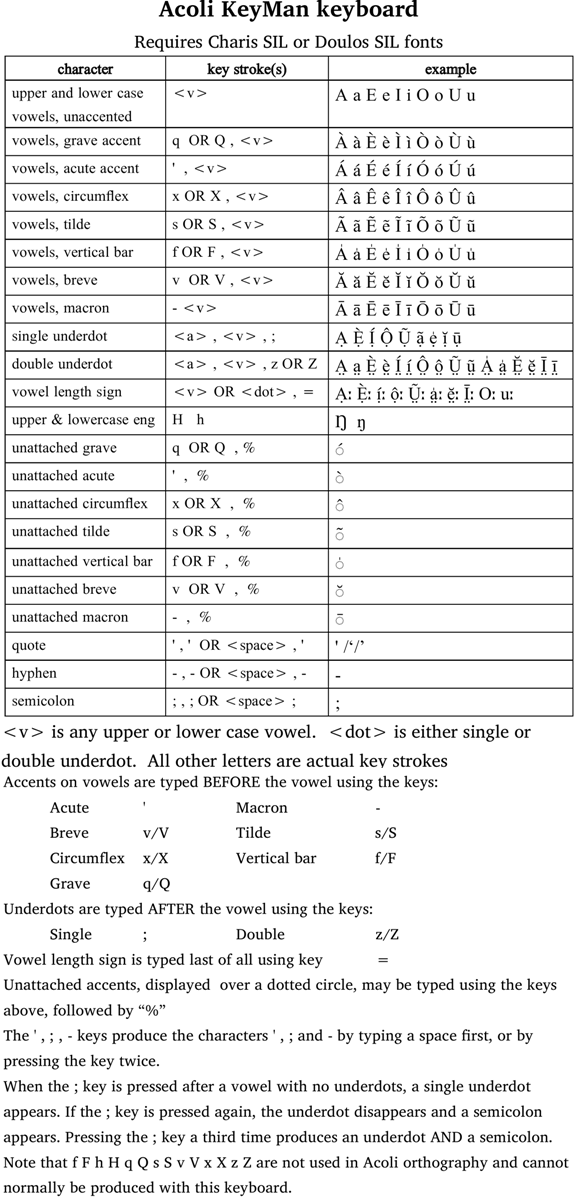 Acoli KeyMan keyboard
Requires Charis SIL or Doulos SIL fonts
character key stroke(s) example
upper and lower case <v> A a E e I i O o U u
vowels, unaccented
vowels, grave accent q OR Q , <v> À à È è Ì ì Ò ò Ù ù
vowels, acute accent ' , <v> Á á É é Í í Ó ó Ú ú
vowels, circumflex x OR X , <v> Â â Ê ê Î î Ô ô Û û
vowels, tilde s OR S , <v> Ã ã Ẽ ẽ Ĩ ĩ Õ õ Ũ ũ
vowels, vertical bar f OR F , <v> A̍ a̍ E̍ e̍ I̍ i̍ O̍ o̍ U̍ u̍
vowels, breve v OR V , <v> Ă ă Ĕ ĕ Ĭ ĭ Ŏ ŏ Ŭ ŭ
vowels, macron - <v> Ā ā Ē ē Ī ī Ō ō Ū ū
single underdot <a> , <v> , ; Ạ Ẹ̀ Ị́ Ộ Ụ̃ ạ̃ ẹ̍ ị̆ ụ̄
double underdot <a> , <v> , z OR Z A̤ a̤ È̤ è̤ Í̤ í̤ Ô̤ ô̤ Ṳ̃ ṳ̃ A̤̍ a̤̍ Ĕ̤ ĕ̤ Ī̤ ī̤
vowel length sign <v> OR <dot> , = Ạː È̤ː í̤ː ộː Ṳ̃ː a̤̍ː ĕ̤ː Ī̤ː Oː uː
upper & lowercase eng H h Ŋ ŋ
unattached grave q OR Q , % ◌́
unattached acute ' , % ◌̀
unattached circumflex x OR X , % ◌̂
unattached tilde s OR S , % ◌̃
unattached vertical bar f OR F , % ◌̍
unattached breve v OR V , % ◌̆
unattached macron - , % ◌̄
quote ' , ' OR <space> , ' ' /‘/’
hyphen - , - OR <space> , - -
semicolon ; , ; OR <space> ; ;
<v> is any upper or lower case vowel. <dot> is either single or
double underdot. All other letters are actual key strokes
Accents on vowels are typed BEFORE the vowel using the keys:
Acute ' Macron -
Breve v/V Tilde s/S
Circumflex x/X Vertical bar f/F
Grave q/Q
Underdots are typed AFTER the vowel using the keys:
Single ; Double z/Z
Vowel length sign is typed last of all using key =
Unattached accents, displayed over a dotted circle, may be typed using the keys
above, followed by “%”
The ' , ; , - keys produce the characters ' , ; and - by typing a space first, or by
pressing the key twice.
When the ; key is pressed after a vowel with no underdots, a single underdot
appears. If the ; key is pressed again, the underdot disappears and a semicolon
appears. Pressing the ; key a third time produces an underdot AND a semicolon.
Note that f F h H q Q s S v V x X z Z are not used in Acoli orthography and cannot
normally be produced with this keyboard.